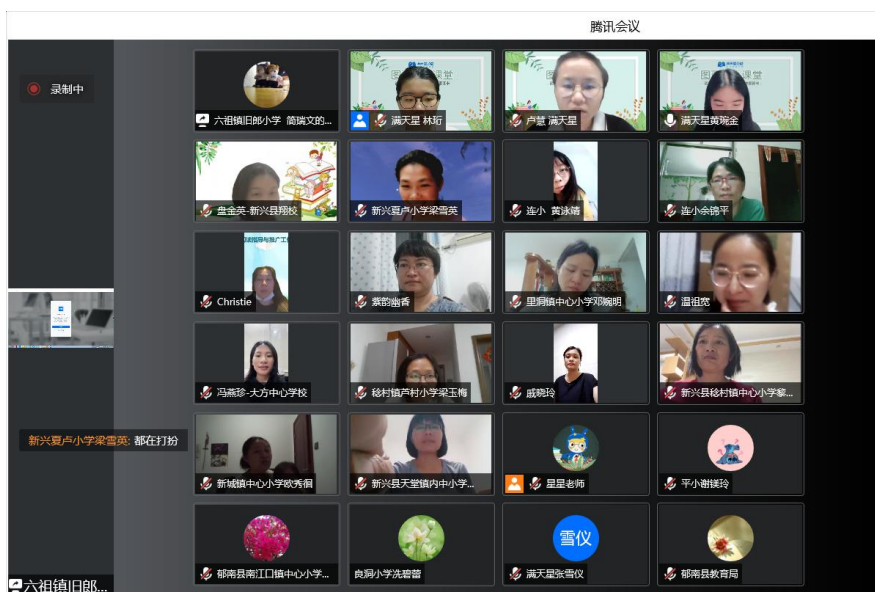 腾讯会议
录制中
六祖镇旧郎小学 简瑞文的...
满天星 林珩
卢慧 满天星
满天星黄琬金
盘金英-新兴县翔校
新兴夏卢小学梁雪英
连小 黄泳婧
连小余锦平
Christie
紫韵幽香
里洞镇中心小学邓婉明
温祖宽
冯燕珍-大方中心学校
稔村镇芦村小学梁玉梅
戚晓玲
新兴县稔村镇中心小学黎...
新兴夏卢小学梁雪英: 都在打扮
新城镇中心小学欧秀侗
新兴县天堂镇内中小学...
星星老师
平小谢镁玲
雪仪
郁南县南江口镇中心小学...
良洞小学冼碧蕾
满天星张雪仪
郁南县教育局
六祖镇旧郎...